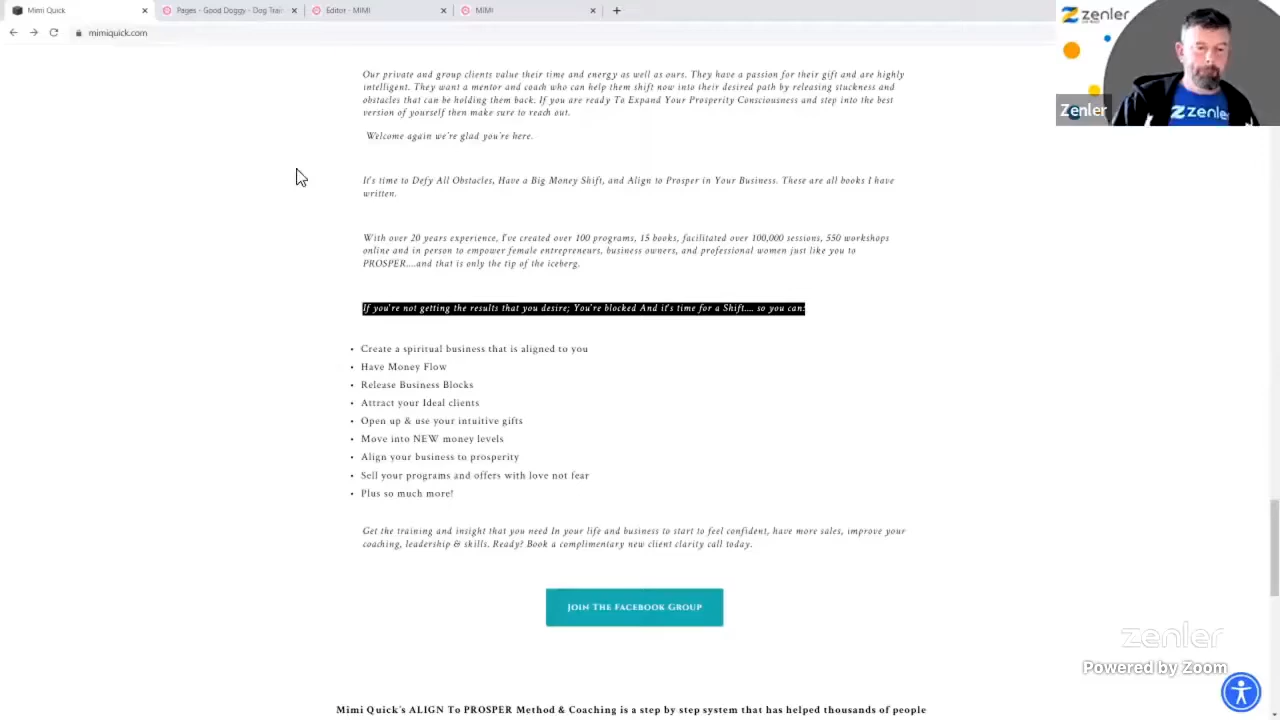 Mimi Quick
Pages - Good Doggy - Dog Train
Editor - MIMI
MIMI
mimiquick.com
zenler
Zenler
zenler
Our private and group clients value their time and energy as well as ours. They have a passion for their gift and are highly
intelligent. They want a mentor and coach who can help them shift now into their desired path by releasing stuckness and
obstacles that can be holding them back. If you are ready To Expand Your Prosperity Consciousness and step into the best
version of yourself then make sure to reach out.
Welcome again we're glad you're here.
It's time to Defy All Obstacles, Have a Big Money Shift, and Align to Prosper in Your Business. These are all books I have
written.
With over 20 years experience, I've created over 100 programs, 15 books, facilitated over 100,000 sessions, 550 workshops
online and in person to empower female entrepreneurs, business owners, and professional women just like you to
PROSPER....and that is only the tip of the iceberg.
If you're not getting the results that you desire; You're blocked And it's time for a Shift.... so you can:
• Create a spiritual business that is aligned to you
• Have Money Flow
• Release Business Blocks
• Attract your Ideal clients
• Open up & use your intuitive gifts
• Move into NEW money levels
• Align your business to prosperity
• Sell your programs and offers with love not fear
• Plus so much more!
Get the training and insight that you need In your life and business to start to feel confident, have more sales, improve your
coaching, leadership & skills. Ready? Book a complimentary new client clarity call today.
Join The Facebook Group
zenler
Powered by Zoom
Mimi Quick's ALIGN To PROSPER Method & Coaching is a step by step system that has helped thousands of people